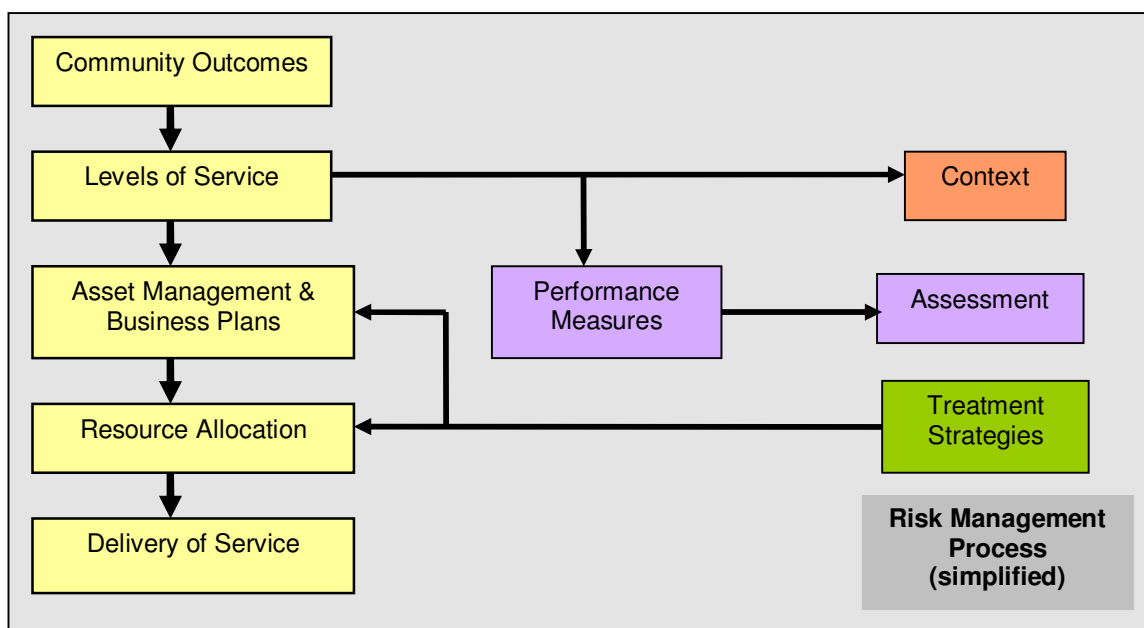 Community Outcomes
Levels of Service
Context
Asset Management &
Business Plans
Performance
Measures
Assessment
Resource Allocation
Treatment
Strategies
Delivery of Service
Risk Management
Process
(simplified)